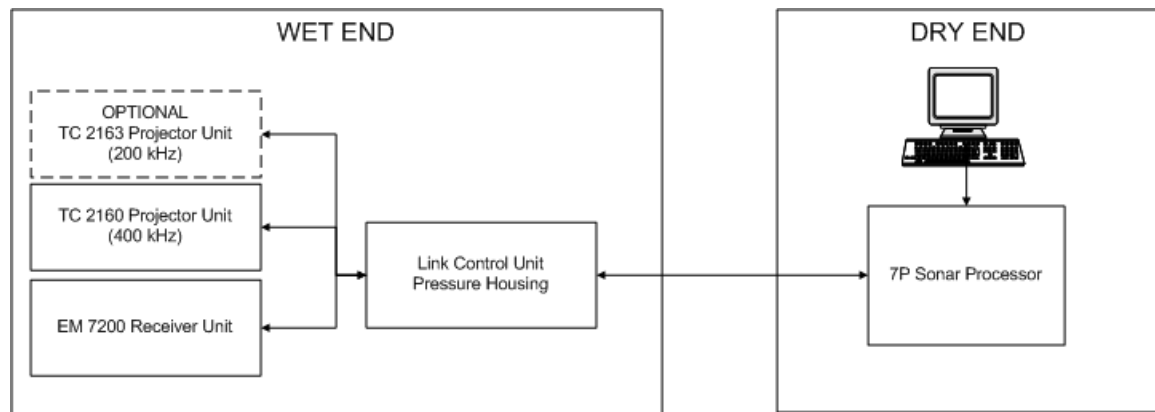 WET END
OPTIONAL
TC 2163 Projector Unit
(200 kHz)
TC 2160 Projector Unit
(400 kHz)
EM 7200 Receiver Unit
Link Control Unit
Pressure Housing
DRY END
7P Sonar Processor